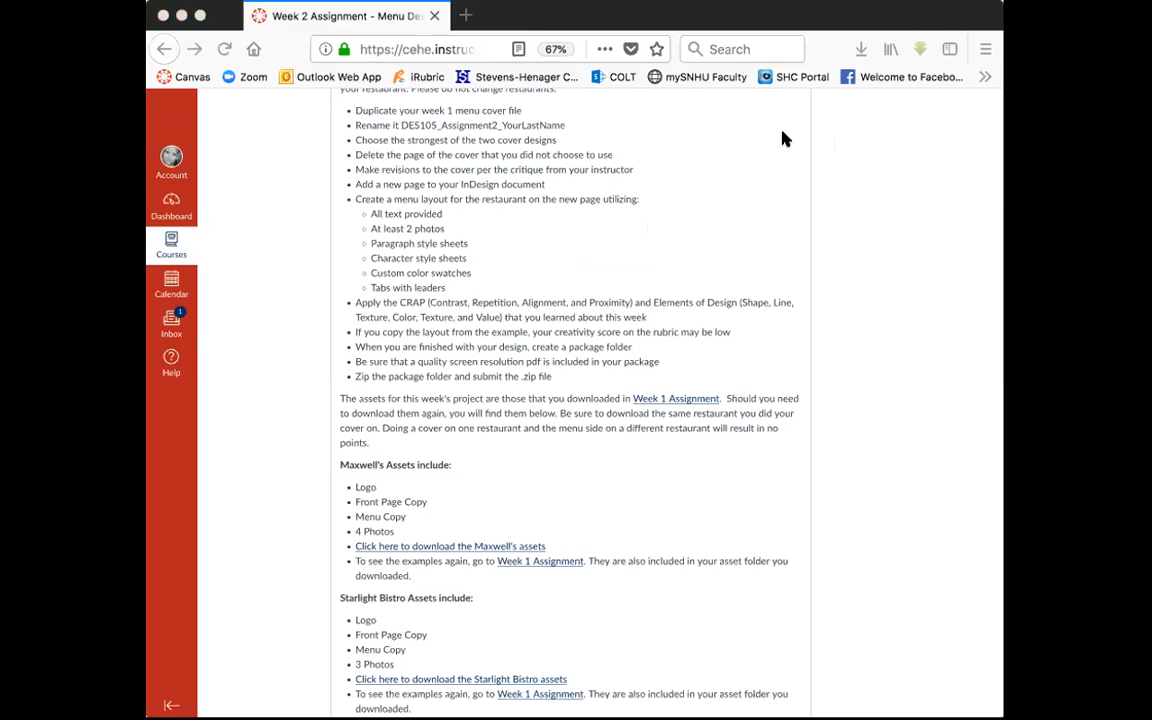 Week 2 Assignment - Menu De
https://cehe.instruc
67%
Search
Canvas
Zoom
Outlook Web App
iRubric
Stevens-Henager C...
COLT
mySNHU Faculty
SHC Portal
Welcome to Facebo...
Account
Dashboard
Courses
Calendar
1
Inbox
Help
your restaurant. Please do not change restaurants.
• Duplicate your week 1 menu cover file
• Rename it DES105_Assignment2_YourLastName
• Choose the strongest of the two cover designs
• Delete the page of the cover that you did not choose to use
• Make revisions to the cover per the critique from your instructor
• Add a new page to your InDesign document
• Create a menu layout for the restaurant on the new page utilizing:
◦ All text provided
◦ At least 2 photos
◦ Paragraph style sheets
◦ Character style sheets
◦ Custom color swatches
◦ Tabs with leaders
• Apply the CRAP (Contrast, Repetition, Alignment, and Proximity) and Elements of Design (Shape, Line,
Texture, Color, Texture, and Value) that you learned about this week
• If you copy the layout from the example, your creativity score on the rubric may be low
• When you are finished with your design, create a package folder
• Be sure that a quality screen resolution pdf is included in your package
• Zip the package folder and submit the .zip file
The assets for this week's project are those that you downloaded in Week 1 Assignment. Should you need
to download them again, you will find them below. Be sure to download the same restaurant you did your
cover on. Doing a cover on one restaurant and the menu side on a different restaurant will result in no
points.
Maxwell's Assets include:
• Logo
• Front Page Copy
• Menu Copy
• 4 Photos
• Click here to download the Maxwell's assets
• To see the examples again, go to Week 1 Assignment. They are also included in your asset folder you
downloaded.
Starlight Bistro Assets include:
• Logo
• Front Page Copy
• Menu Copy
• 3 Photos
• Click here to download the Starlight Bistro assets
• To see the examples again, go to Week 1 Assignment. They are also included in your asset folder you
downloaded.